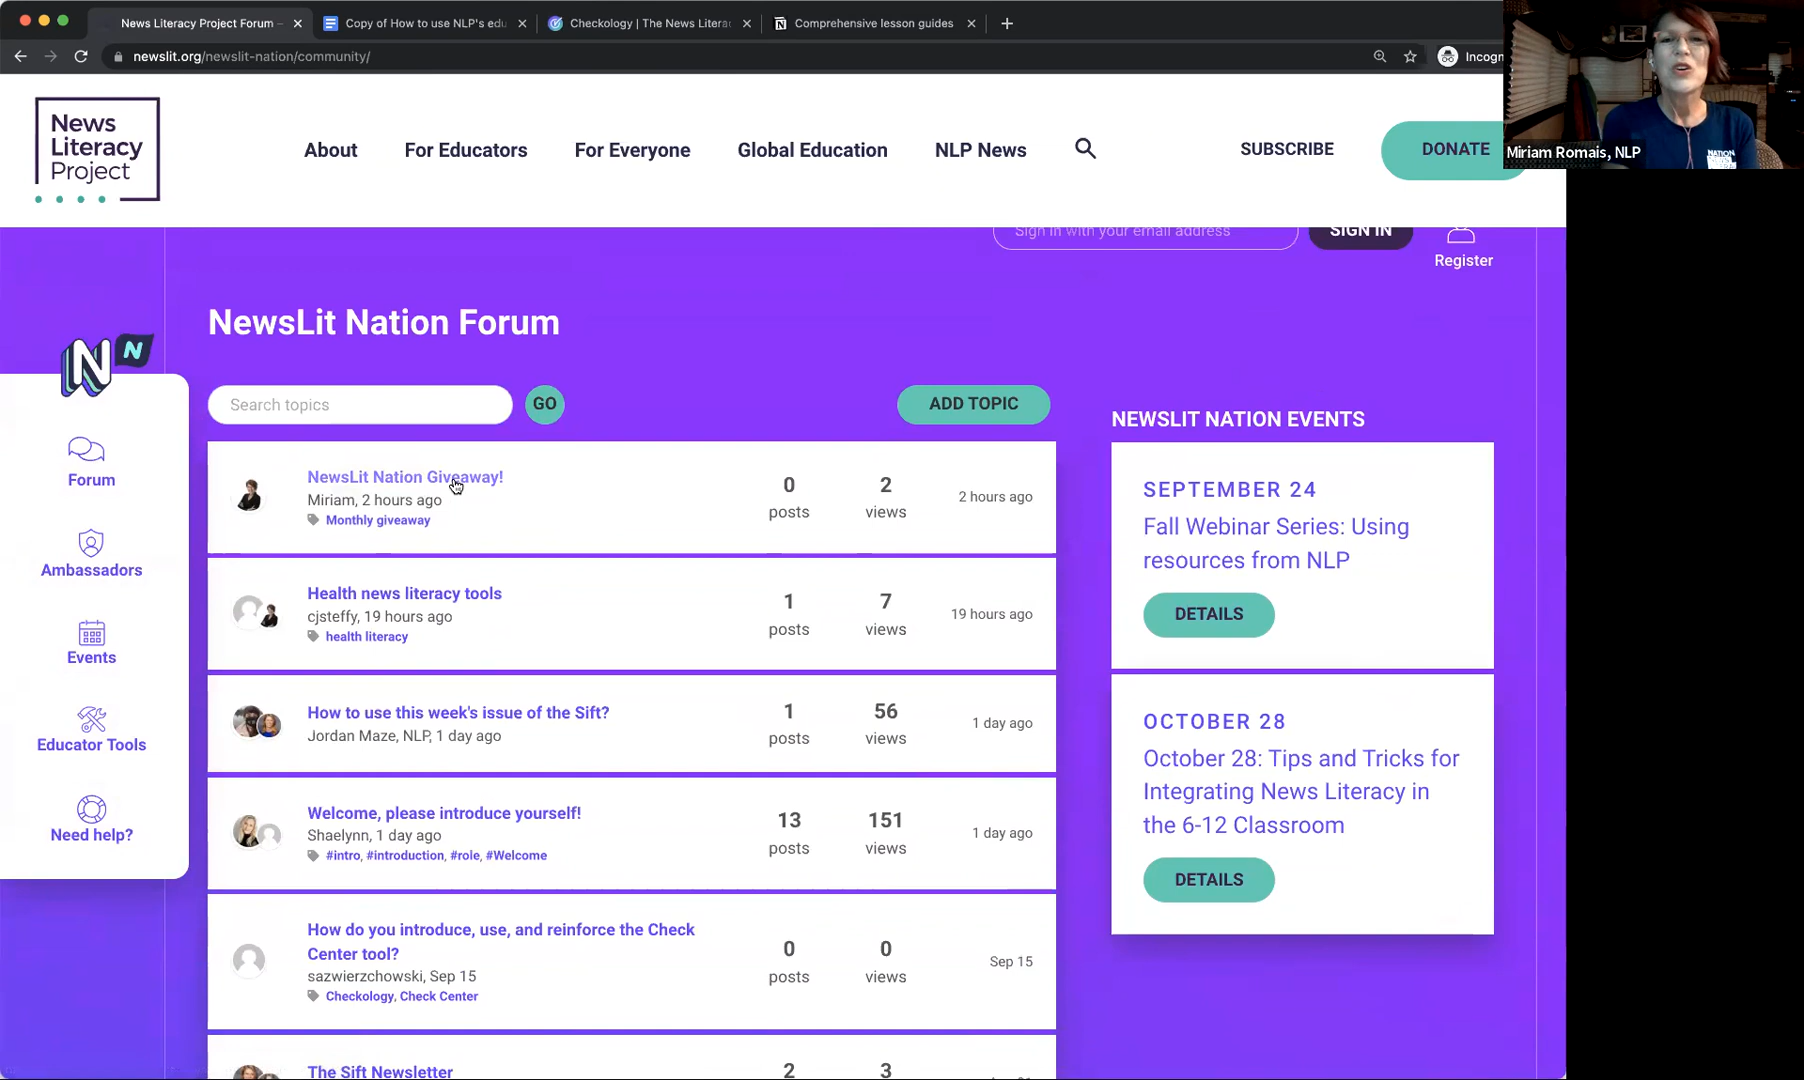 News Literacy Project Forum –
Copy of How to use NLP's edu
Checkology | The News Litera
Comprehensive lesson guides
newslit.org/newslit-nation/community/
Incogn
News
Literacy
Project
About
For Educators
For Everyone
Global Education
NLP News
SUBSCRIBE
DONATE
NATION
Miriam Romais, NLP
Sign in with your email address
SIGN IN
Register
NewsLit Nation Forum
Search topics
GO
ADD TOPIC
N
N
Forum
Ambassadors
Events
Educator Tools
Need help?
NewsLit Nation Giveaway!
Miriam, 2 hours ago
Monthly giveaway
0
posts
2
views
2 hours ago
Health news literacy tools
cjsteffy, 19 hours ago
health literacy
1
posts
7
views
19 hours ago
How to use this week's issue of the Sift?
Jordan Maze, NLP, 1 day ago
1
posts
56
views
1 day ago
Welcome, please introduce yourself!
Shaelynn, 1 day ago
#intro, #introduction, #role, #Welcome
13
posts
151
views
1 day ago
How do you introduce, use, and reinforce the Check
Center tool?
sazwierzchowski, Sep 15
Checkology, Check Center
0
posts
0
views
Sep 15
The Sift Newsletter
2
3
NEWSLIT NATION EVENTS
SEPTEMBER 24
Fall Webinar Series: Using
resources from NLP
DETAILS
OCTOBER 28
October 28: Tips and Tricks for
Integrating News Literacy in
the 6-12 Classroom
DETAILS